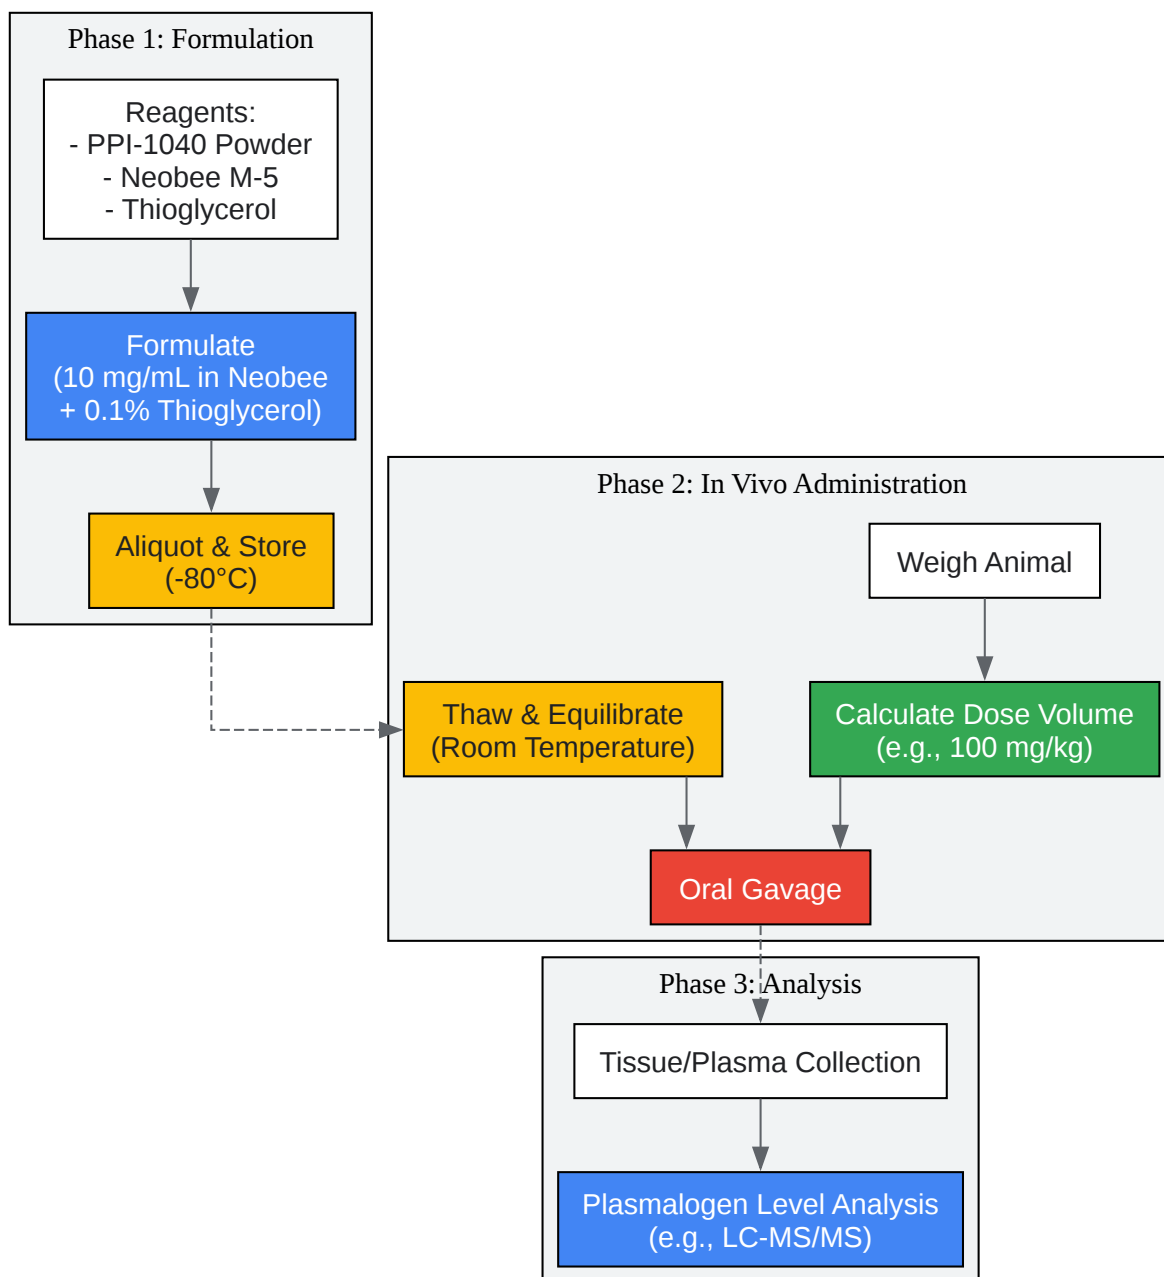 Phase 1: Formulation
Reagents:
- PPI-1040 Powder
- Neobee M-5
- Thioglycerol
Formulate
(10 mg/mL in Neobee
+ 0.1% Thioglycerol)
Aliquot & Store
(-80°C)
Phase 2: In Vivo Administration
Weigh Animal
Thaw & Equilibrate
(Room Temperature)
Calculate Dose Volume
(e.g., 100 mg/kg)
Oral Gavage
Phase 3: Analysis
Tissue/Plasma Collection
Plasmalogen Level Analysis
(e.g., LC-MS/MS)